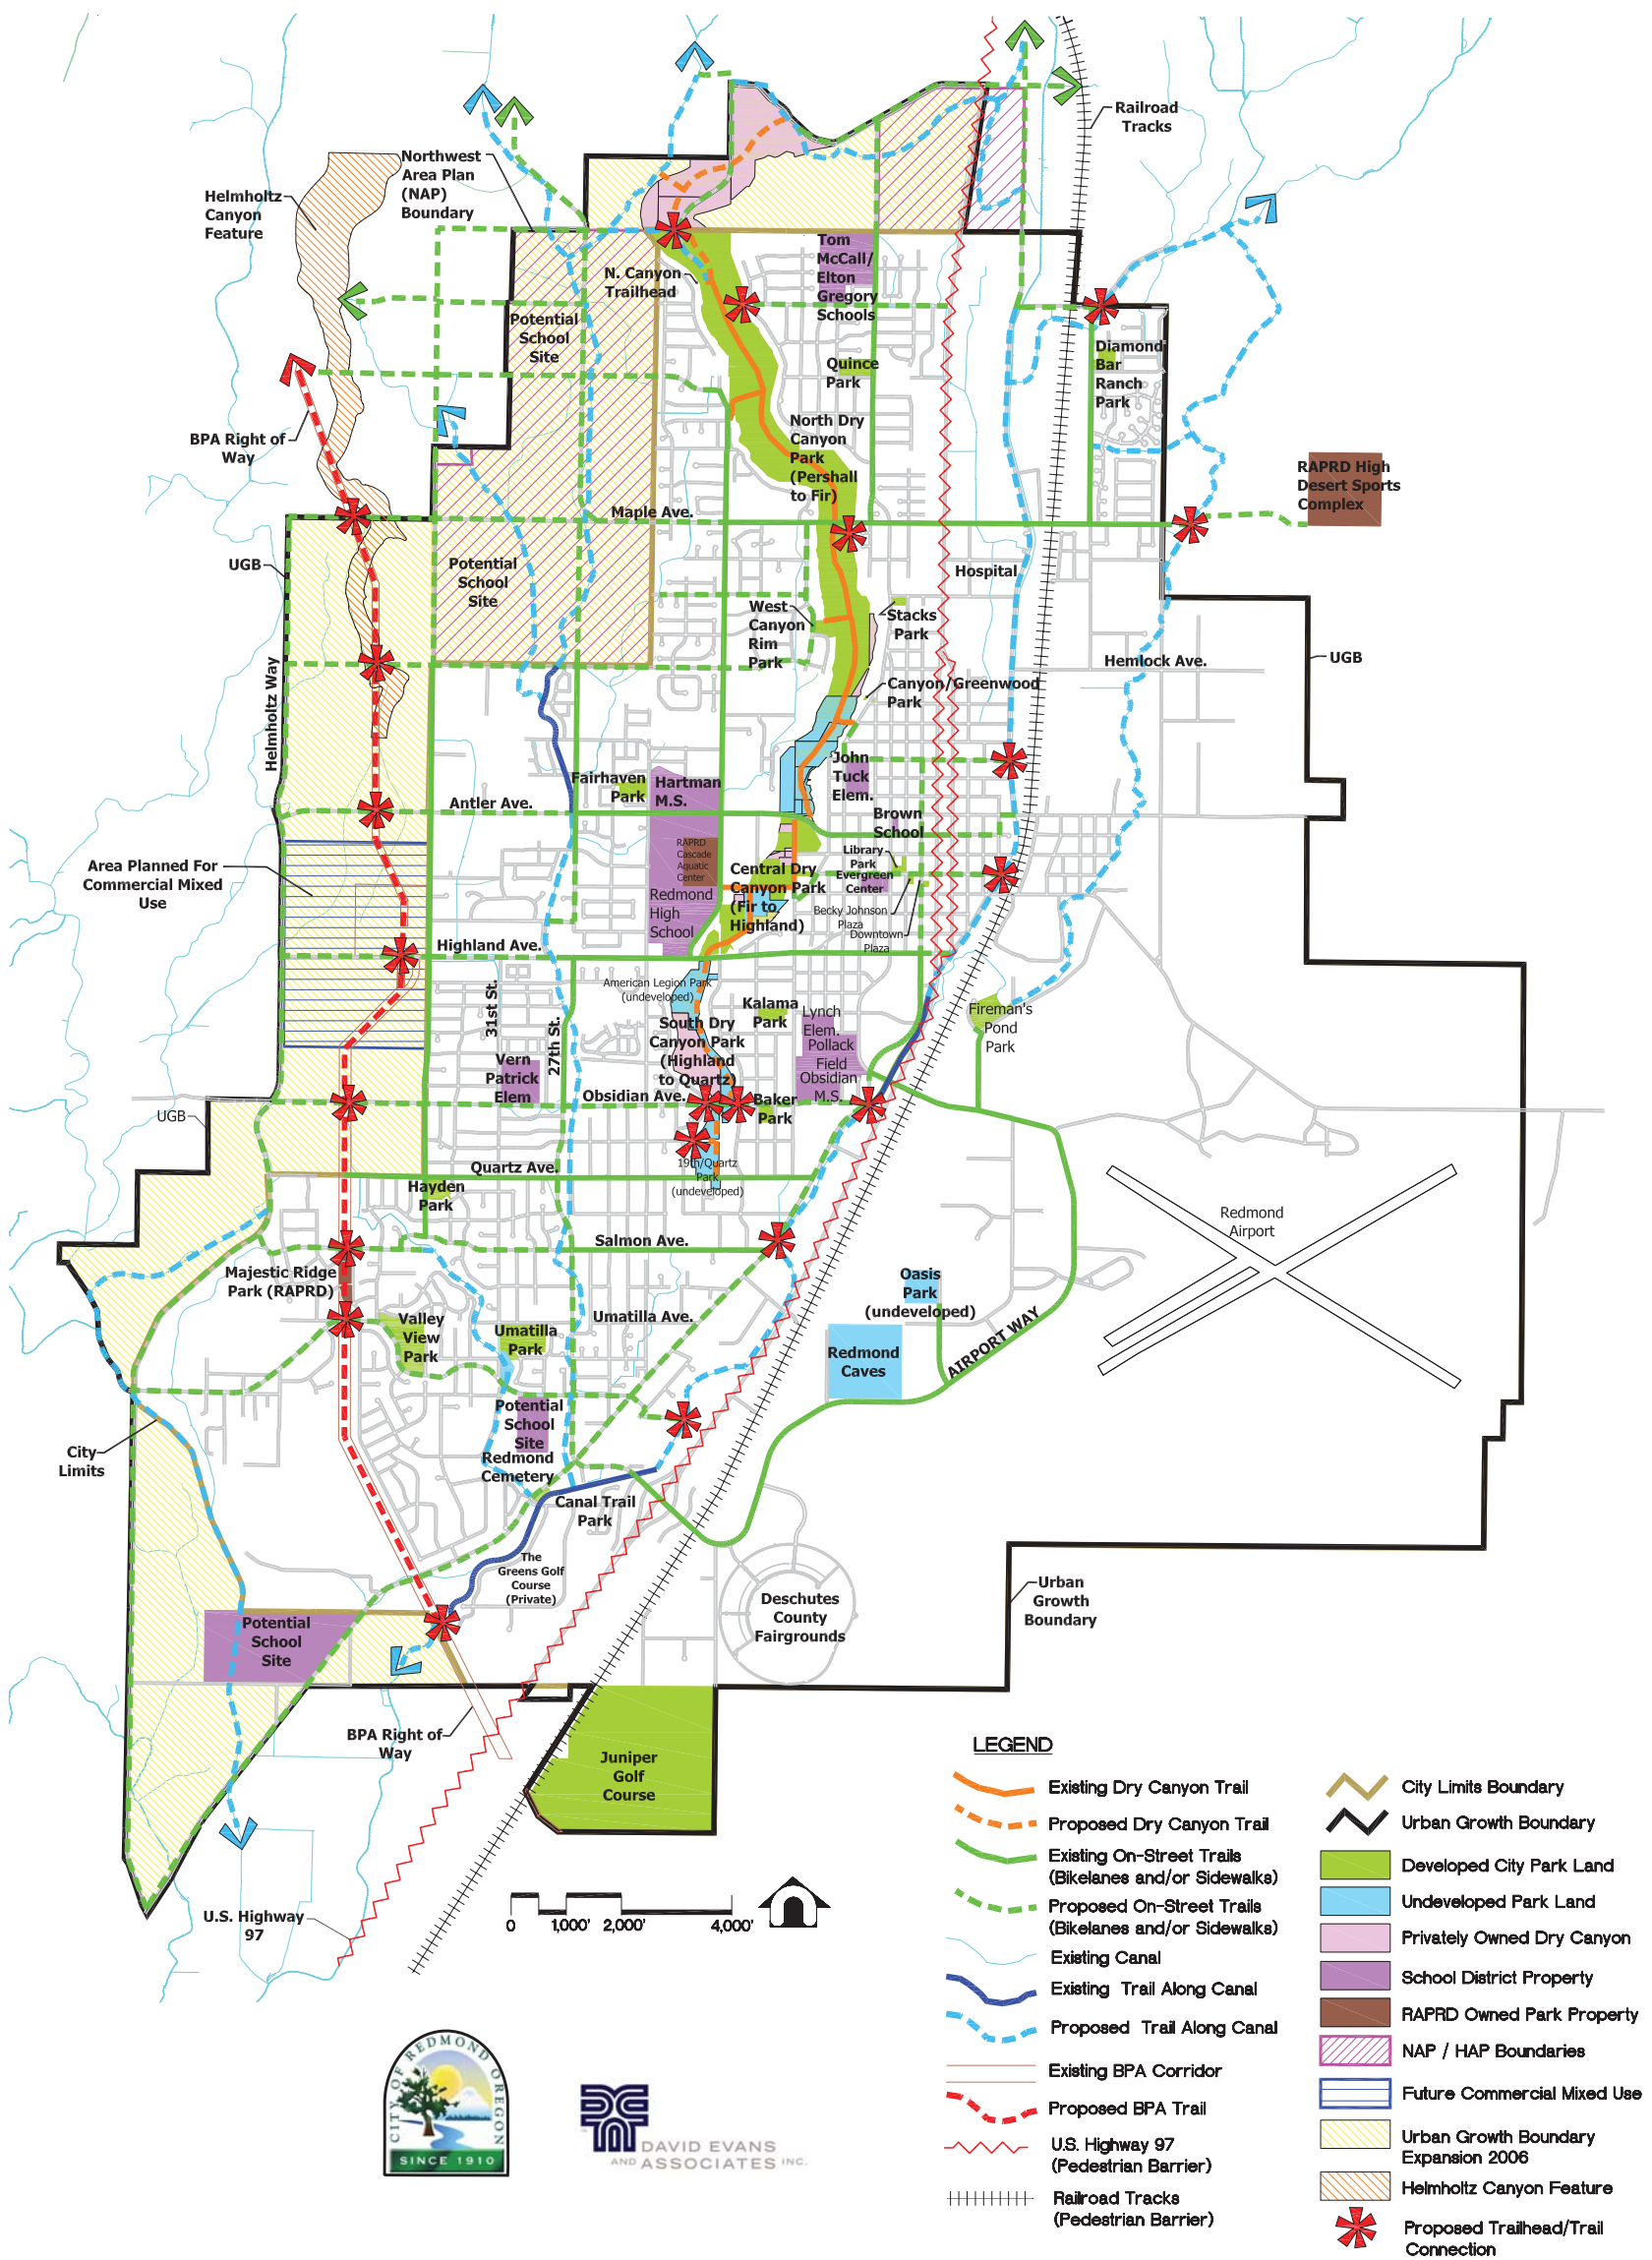 Railroad
Tracks
Northwest
Area Plan
(NAP)
Boundary
Helmholtz
Canyon
Feature
N. Canyon
Trailhead
Tom
McCall/
Elton
Gregory
Schools
Potential
School
Site
Quince
Park
Diamond
Bar
Ranch
Park
BPA Right of
Way
North Dry
Canyon
Park
(Pershall
to Fir)
RAPRD High
Desert Sports
Complex
Maple Ave.
UGB
Potential
School
Site
Hospital
West
Canyon
Rim
Park
Stacks
Park
Hemlock Ave.
UGB
Helmholtz Way
Canyon/Greenwood
Park
Fairhaven
Park
Hartman
M.S.
John
Tuck
Elem.
Antler Ave.
Brown
School
RAPRD
Cascade
Aquatic
Center
Library
Park
Evergreen
Center
Area Planned For
Commercial Mixed
Use
Central Dry
Canyon Park
(Fir to
Highland)
Redmond
High
School
Becky Johnson
Plaza
Downtown
Plaza
Highland Ave.
American Legion Park
(undeveloped)
31st St.
27th St.
Kalama
Park
Lynch
Elem.
Pollack
Field
Obsidian
M.S.
Fireman's
Pond
Park
South Dry
Canyon Park
(Highland
to Quartz)
Vern
Patrick
Elem
Obsidian Ave.
Baker
Park
UGB
Quartz Ave.
19th/Quartz
Park
(undeveloped)
Hayden
Park
Redmond
Airport
Salmon Ave.
Majestic Ridge
Park (RAPRD)
Oasis
Park
(undeveloped)
Valley
View
Park
Umatilla
Park
Umatilla Ave.
AIRPORT WAY
Redmond
Caves
Potential
School
Site
City
Limits
Redmond
Cemetery
Canal Trail
Park
The
Greens Golf
Course
(Private)
Urban
Growth
Boundary
Deschutes
County
Fairgrounds
Potential
School
Site
BPA Right of
Way
Juniper
Golf
Course
U.S. Highway
97
0 1,000' 2,000' 4,000'
LEGEND
Existing Dry Canyon Trail
Proposed Dry Canyon Trail
Existing On-Street Trails
(Bikelanes and/or Sidewalks)
Proposed On-Street Trails
(Bikelanes and/or Sidewalks)
Existing Canal
Existing Trail Along Canal
Proposed Trail Along Canal
Existing BPA Corridor
Proposed BPA Trail
U.S. Highway 97
(Pedestrian Barrier)
Railroad Tracks
(Pedestrian Barrier)
City Limits Boundary
Urban Growth Boundary
Developed City Park Land
Undeveloped Park Land
Privately Owned Dry Canyon
School District Property
RAPRD Owned Park Property
NAP / HAP Boundaries
Future Commercial Mixed Use
Urban Growth Boundary
Expansion 2006
Helmholtz Canyon Feature
Proposed Trailhead/Trail
Connection
CITY OF REDMOND OREGON
SINCE 1910
DAVID EVANS
AND ASSOCIATES INC.